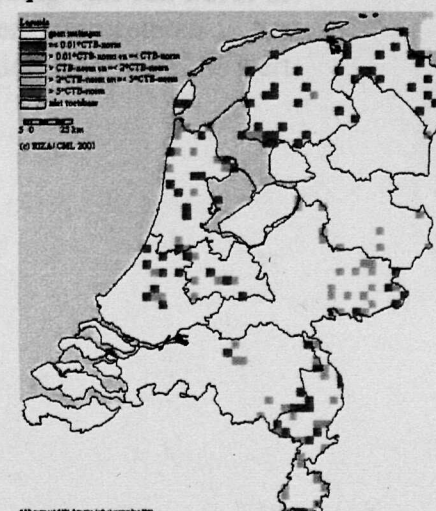 Legenda
geen metingen
=< 0.01*CTB-norm
> 0.01*CTB-norm en =< CTB-norm
> CTB-norm en =< 2*CTB-norm
> 2*CTB-norm en =< 5*CTB-norm
> 5*CTB-norm
niet toetsbaar
5 0 25 km
(c) RIZA/CML 2001